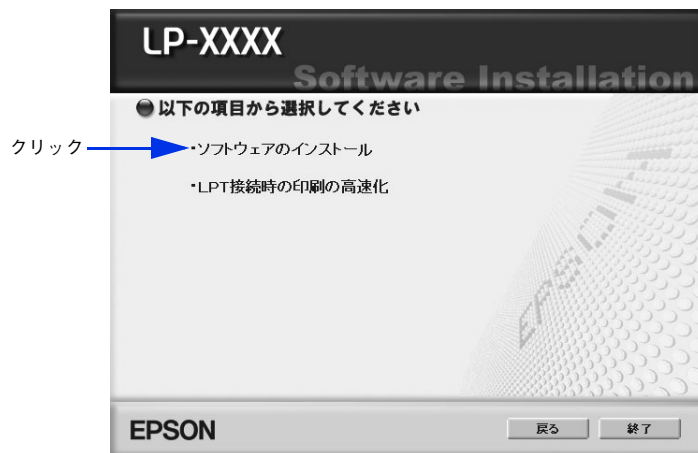 LP-XXXX
Software Installation
以下の項目から選択してください
クリック
・ソフトウェアのインストール
・LPT接続時の印刷の高速化
EPSON
EPSON
戻る
終了